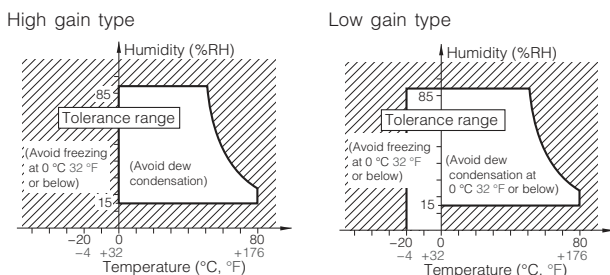 High gain type
Humidity (%RH)
85
Tolerance range
(Avoid freezing
at 0 °C 32 °F
or below)
(Avoid dew
condensation)
15
−20 0 80
−4 +32 +176
Temperature (°C, °F)
Low gain type
Humidity (%RH)
85
Tolerance range
(Avoid freezing
at 0 °C 32 °F
or below)
(Avoid dew
condensation at
0 °C 32 °F or below)
15
−20 0 80
−4 +32 +176
Temperature (°C, °F)